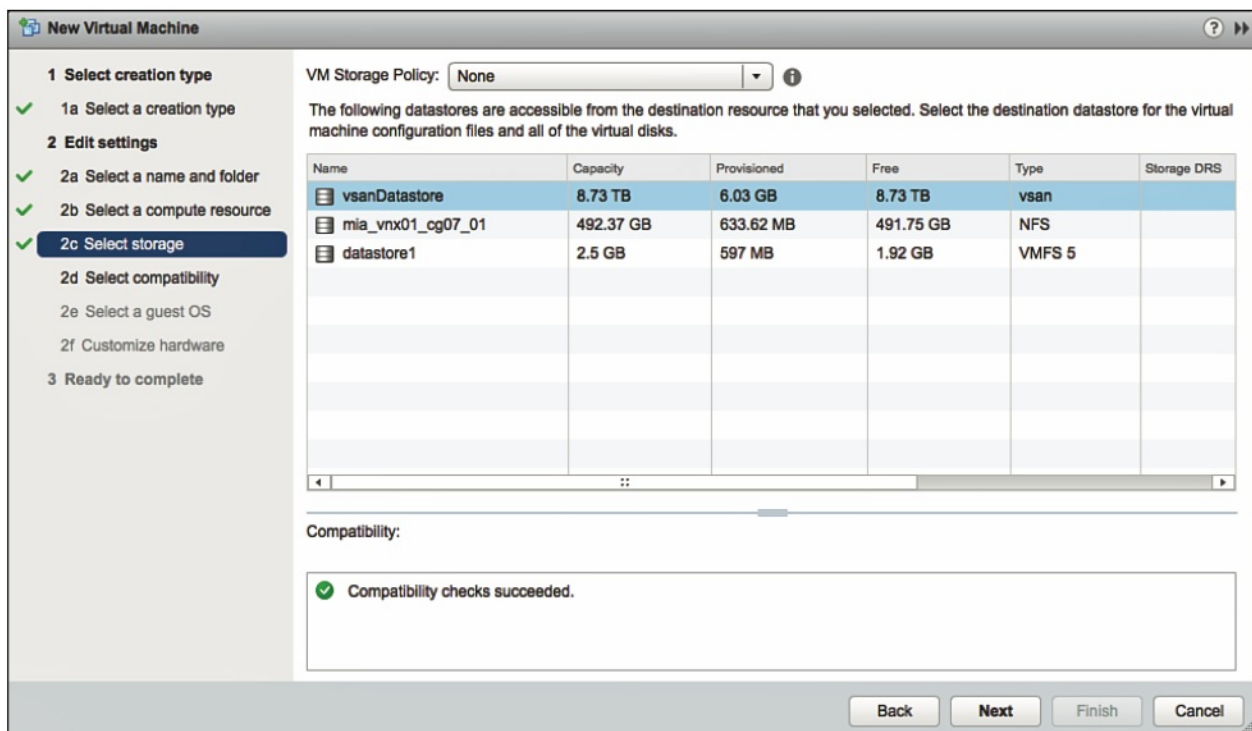 New Virtual Machine
1 Select creation type
1a Select a creation type
2 Edit settings
2a Select a name and folder
2b Select a compute resource
2c Select storage
2d Select compatibility
2e Select a guest OS
2f Customize hardware
3 Ready to complete
VM Storage Policy: None
The following datastores are accessible from the destination resource that you selected. Select the destination datastore for the virtual
machine configuration files and all of the virtual disks.
Name Capacity Provisioned Free Type Storage DRS
vsanDatastore 8.73 TB 6.03 GB 8.73 TB vsan
mia_vnx01_cg07_01 492.37 GB 633.62 MB 491.75 GB NFS
datastore1 2.5 GB 597 MB 1.92 GB VMFS 5
Compatibility:
Compatibility checks succeeded.
Back Next Finish Cancel